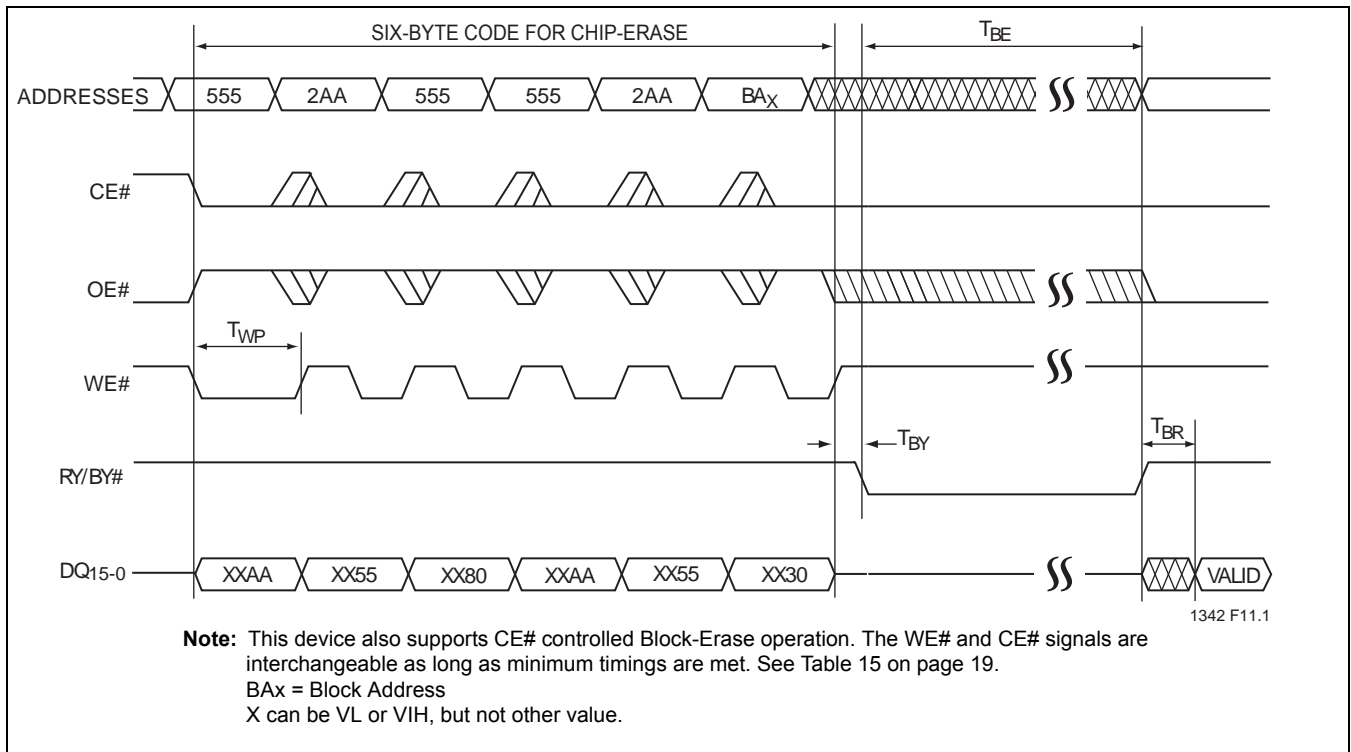 SIX-BYTE CODE FOR CHIP-ERASE
TBE
ADDRESSES 555 2AA 555 555 2AA BAX
CE#
OE#
TWP
WE#
TBR
TBY
RY/BY#
DQ15-0 XXAA XX55 XX80 XXAA XX55 XX30 VALID
1342 F11.1
Note: This device also supports CE# controlled Block-Erase operation. The WE# and CE# signals are
interchangeable as long as minimum timings are met. See Table 15 on page 19.
BAx = Block Address
X can be VL or VIH, but not other value.